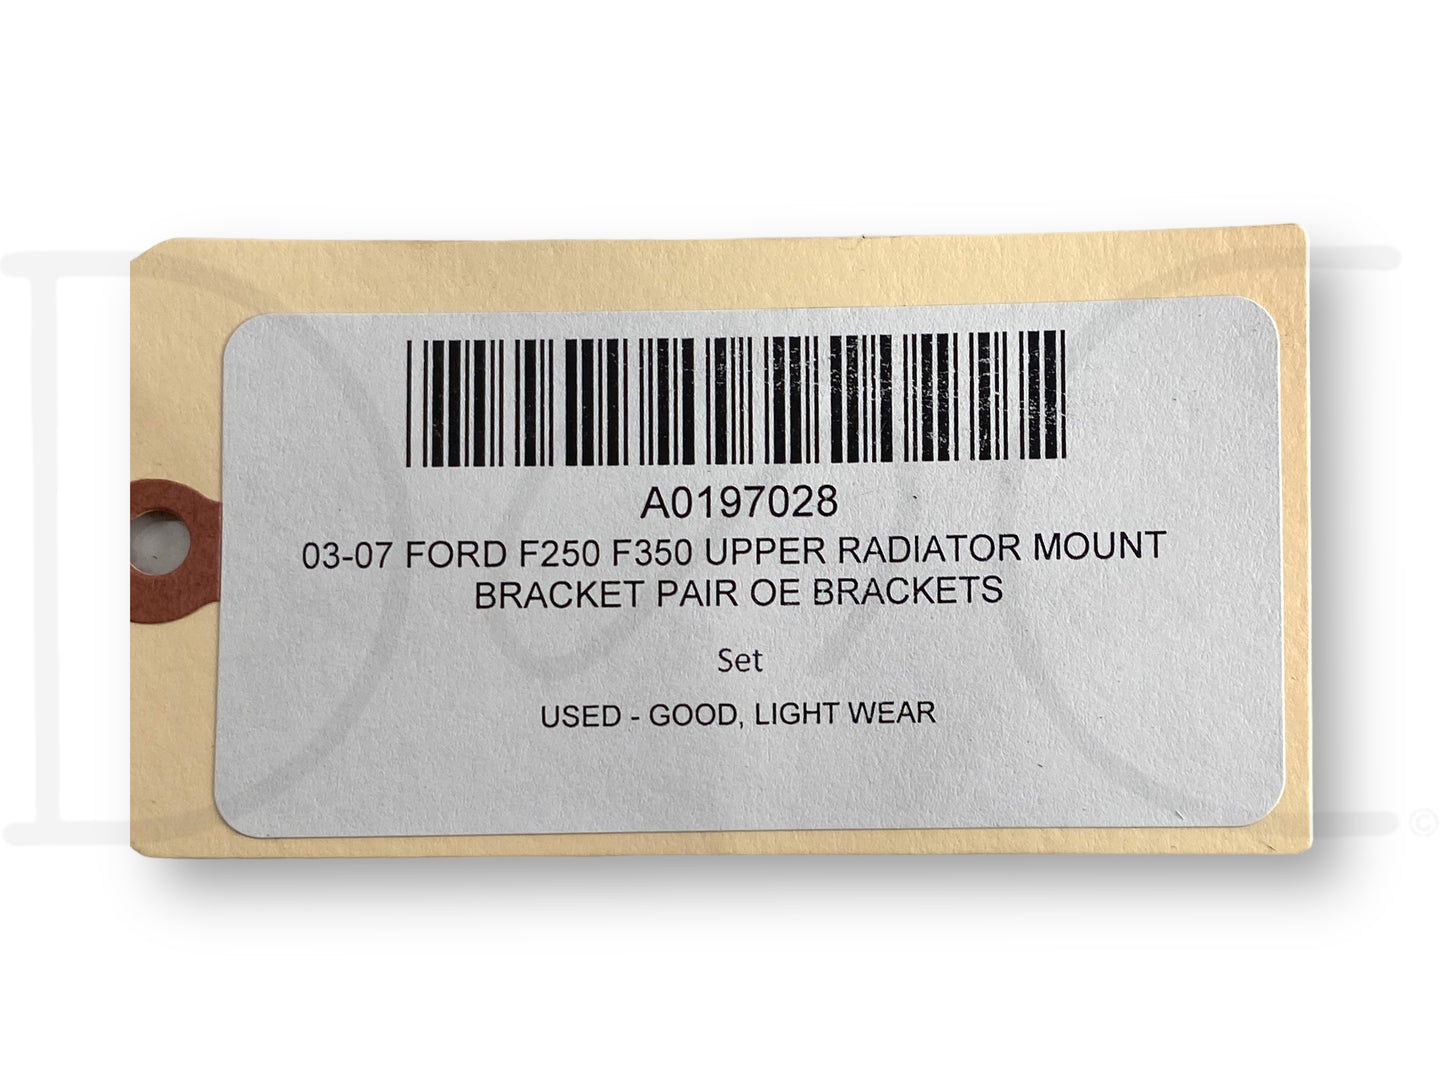 A0197028
03-07 FORD F250 F350 UPPER RADIATOR MOUNT
BRACKET PAIR OE BRACKETS
Set
USED - GOOD, LIGHT WEAR
©